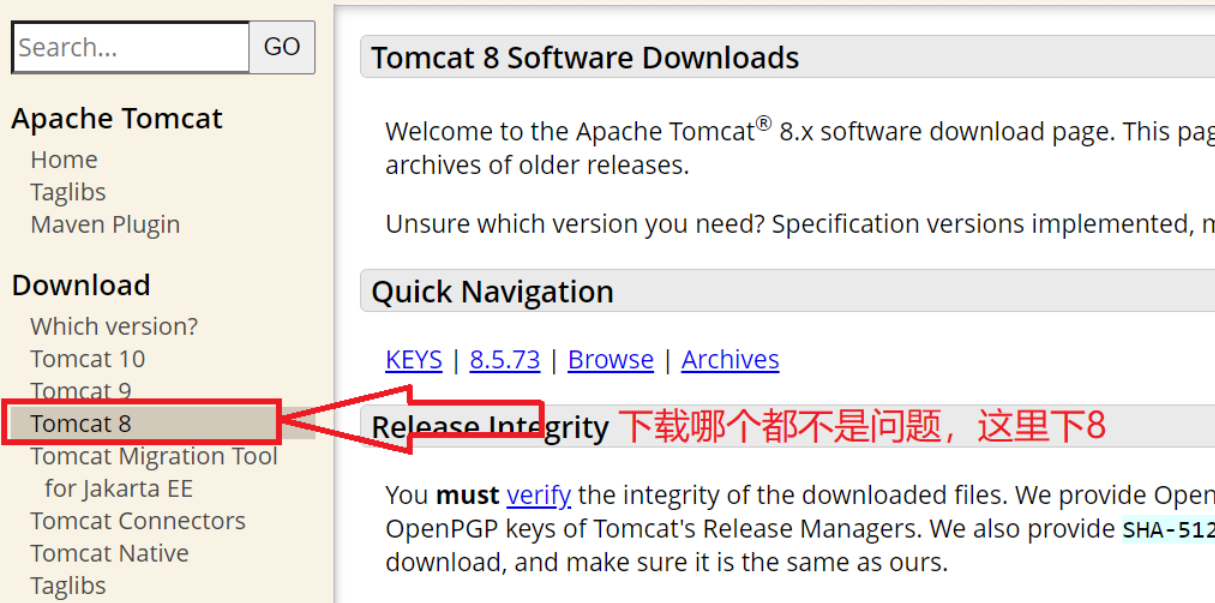 Search... GO
Apache Tomcat
Home
Taglibs
Maven Plugin
Download
Which version?
Tomcat 10
Tomcat 9
Tomcat 8
Tomcat Migration Tool
for Jakarta EE
Tomcat Connectors
Tomcat Native
Taglibs
Tomcat 8 Software Downloads
Welcome to the Apache Tomcat® 8.x software download page. This pag
archives of older releases.
Unsure which version you need? Specification versions implemented, m
Quick Navigation
KEYS | 8.5.73 | Browse | Archives
Release Integrity 下载哪个都不是问题，这里下8
You must verify the integrity of the downloaded files. We provide Open
OpenPGP keys of Tomcat's Release Managers. We also provide SHA-512
download, and make sure it is the same as ours.